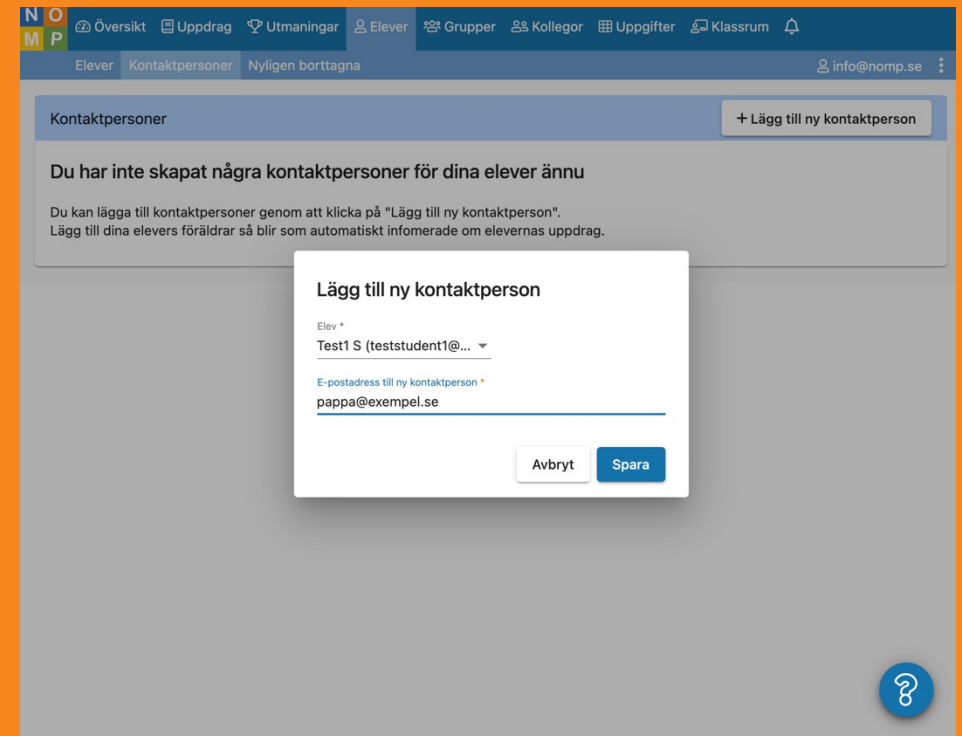 N O
M P
Översikt Uppdrag Utmaningar Elever Grupper Kollegor Uppgifter Klassrum
Elever Kontaktpersoner Nyligen borttagna info@nomp.se
Kontaktpersoner + Lägg till ny kontaktperson
Du har inte skapat några kontaktpersoner för dina elever ännu
Du kan lägga till kontaktpersoner genom att klicka på "Lägg till ny kontaktperson".
Lägg till dina elevers föräldrar så blir som automatiskt infomerade om elevernas uppdrag.
Lägg till ny kontaktperson
Elev *
Test1 S (teststudent1@...
E-postadress till ny kontaktperson *
pappa@exempel.se
Avbryt Spara
?